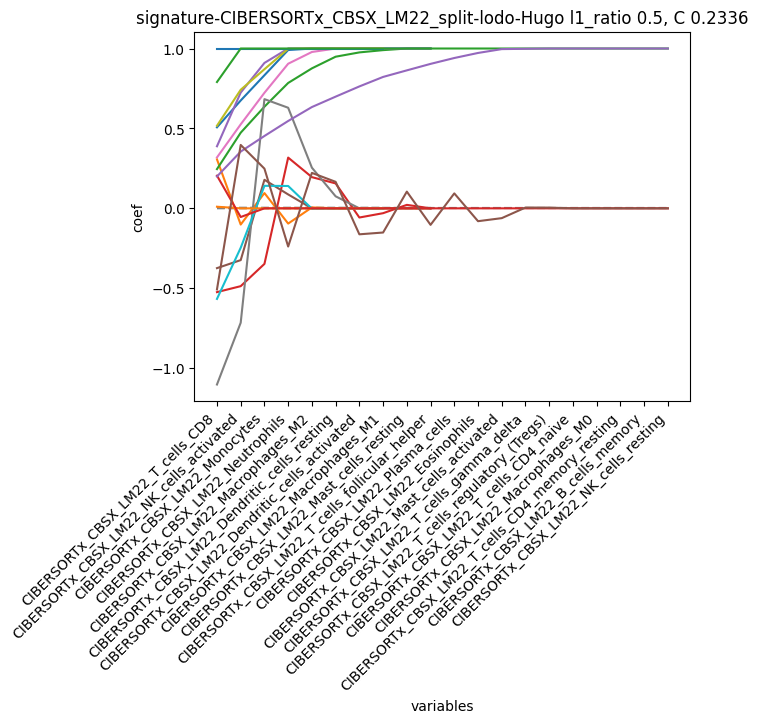 signature-CIBERSORTx_CBSX_LM22_split-lodo-Hugo l1_ratio 0.5, C 0.2336
coef
1.0
0.5
0.0
−0.5
−1.0
CIBERSORTx_CBSX_LM22_T_cells_CD8
CIBERSORTx_CBSX_LM22_NK_cells_activated
CIBERSORTx_CBSX_LM22_Monocytes
CIBERSORTx_CBSX_LM22_Neutrophils
CIBERSORTx_CBSX_LM22_Macrophages_M2
CIBERSORTx_CBSX_LM22_Dendritic_cells_resting
CIBERSORTx_CBSX_LM22_Dendritic_cells_activated
CIBERSORTx_CBSX_LM22_Macrophages_M1
CIBERSORTx_CBSX_LM22_Mast_cells_resting
CIBERSORTx_CBSX_LM22_T_cells_follicular_helper
CIBERSORTx_CBSX_LM22_Plasma_cells
CIBERSORTx_CBSX_LM22_Eosinophils
CIBERSORTx_CBSX_LM22_Mast_cells_activated
CIBERSORTx_CBSX_LM22_T_cells_gamma_delta
CIBERSORTx_CBSX_LM22_T_cells_regulatory_(Tregs)
CIBERSORTx_CBSX_LM22_T_cells_CD4_naive
CIBERSORTx_CBSX_LM22_Macrophages_M0
CIBERSORTx_CBSX_LM22_T_cells_CD4_memory_resting
CIBERSORTx_CBSX_LM22_B_cells_memory
CIBERSORTx_CBSX_LM22_NK_cells_resting
variables